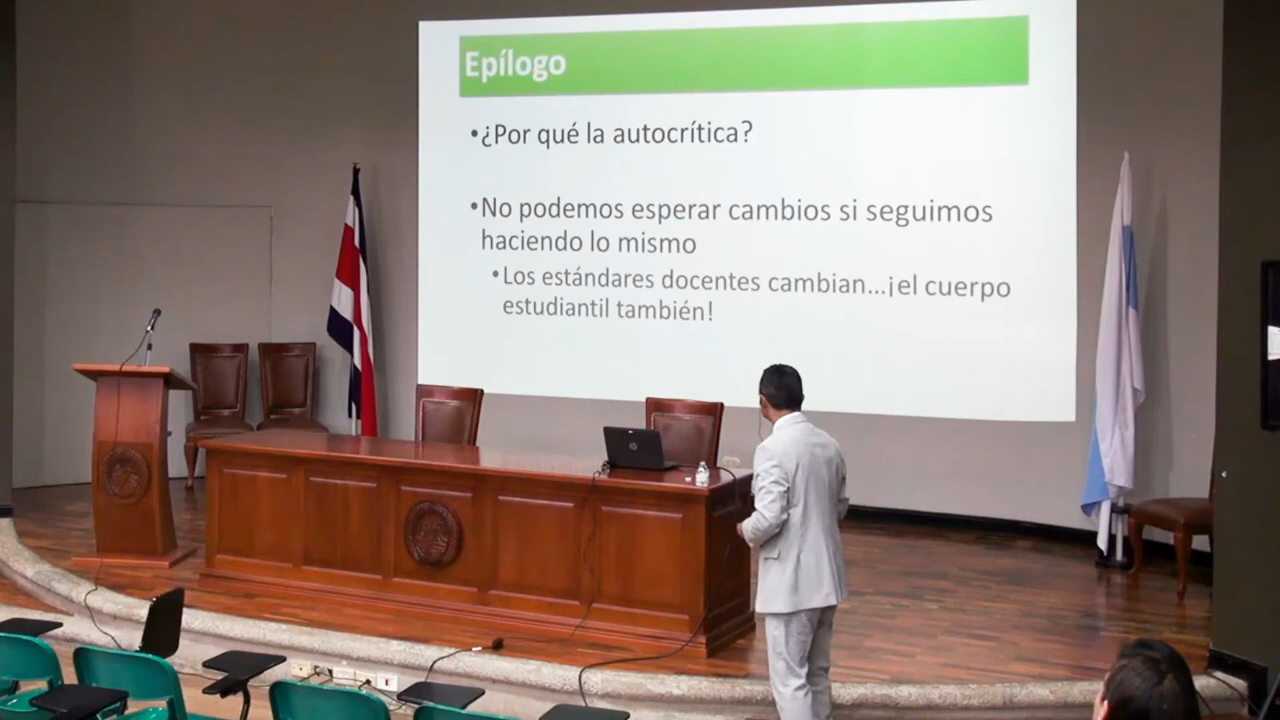 Epílogo
•¿Por qué la autocrítica?
•No podemos esperar cambios si seguimos
haciendo lo mismo
•Los estándares docentes cambian...¡el cuerpo
estudiantil también!